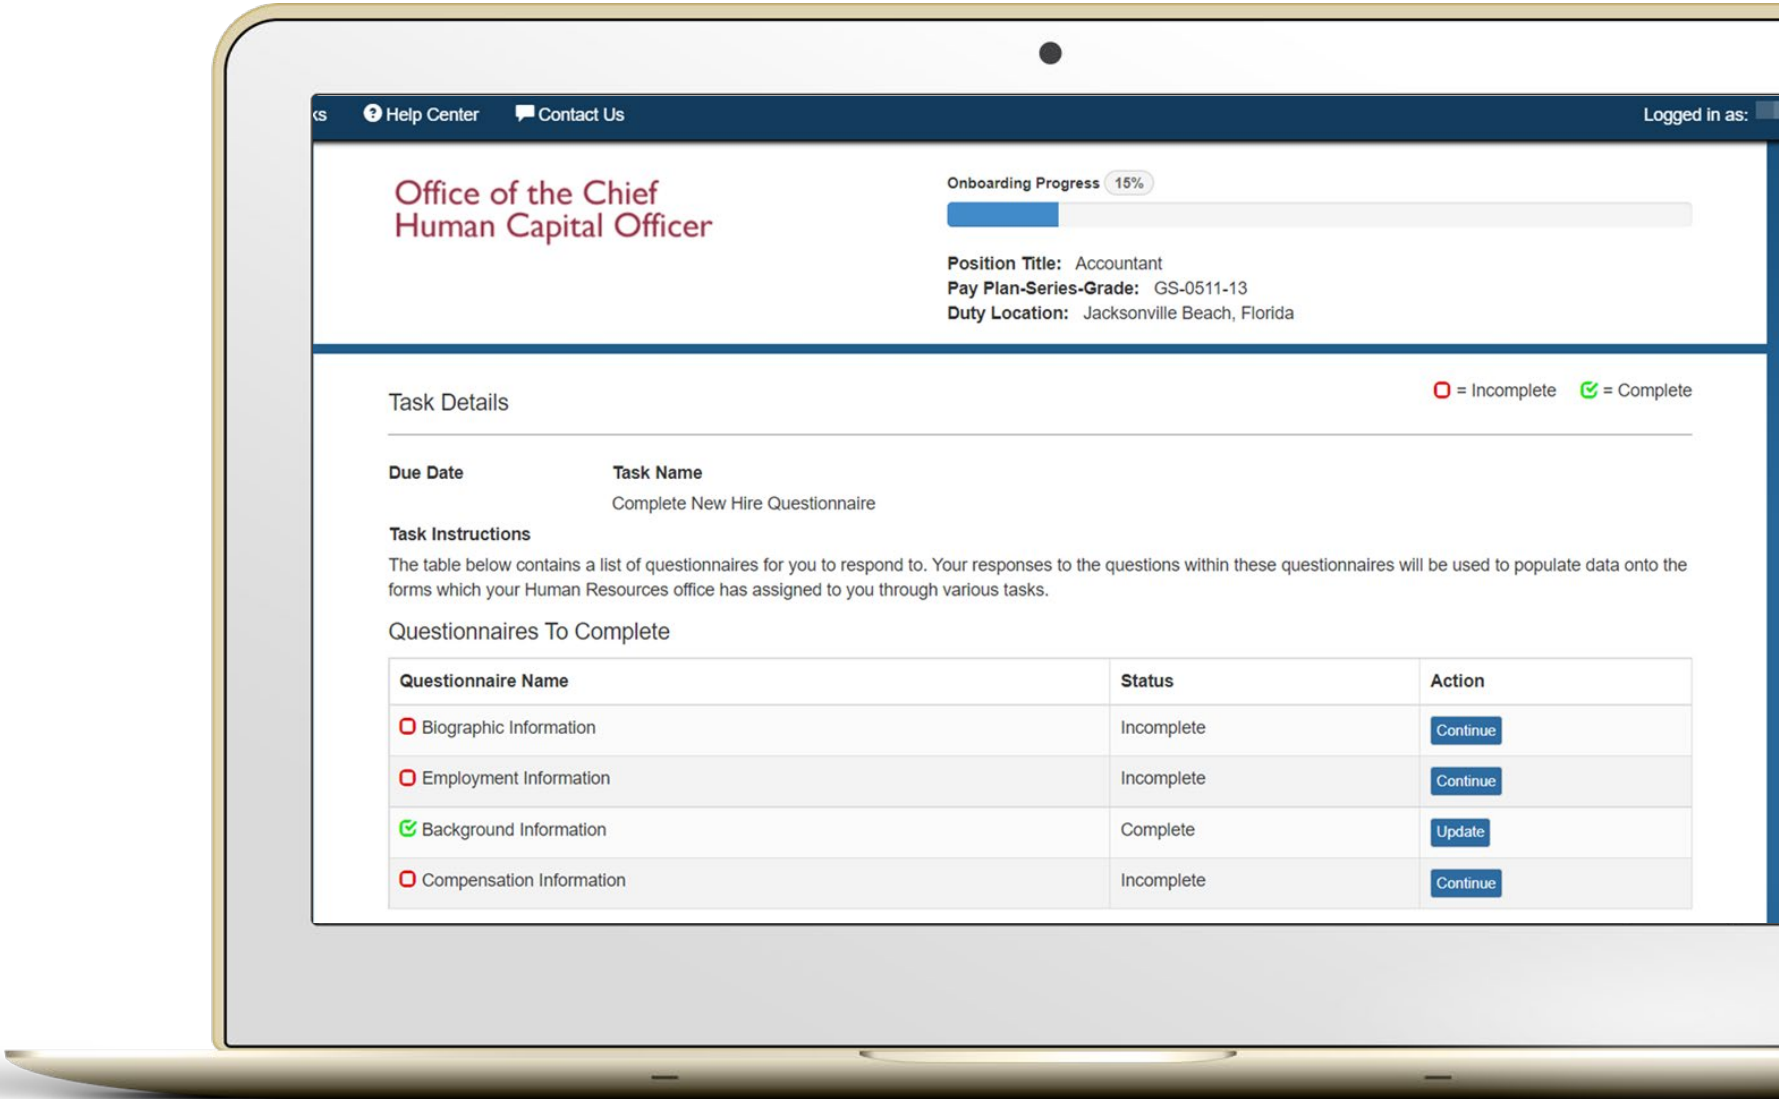 Help Center
Contact Us
Logged in as:
Office of the Chief
Human Capital Officer
Onboarding Progress 15%
Position Title: Accountant
Pay Plan-Series-Grade: GS-0511-13
Duty Location: Jacksonville Beach, Florida
Task Details
= Incomplete = Complete
Due Date Task Name
Complete New Hire Questionnaire
Task Instructions
The table below contains a list of questionnaires for you to respond to. Your responses to the questions within these questionnaires will be used to populate data onto the
forms which your Human Resources office has assigned to you through various tasks.
Questionnaires To Complete
Questionnaire Name Status Action
Biographic Information Incomplete Continue
Employment Information Incomplete Continue
Background Information Complete Update
Compensation Information Incomplete Continue